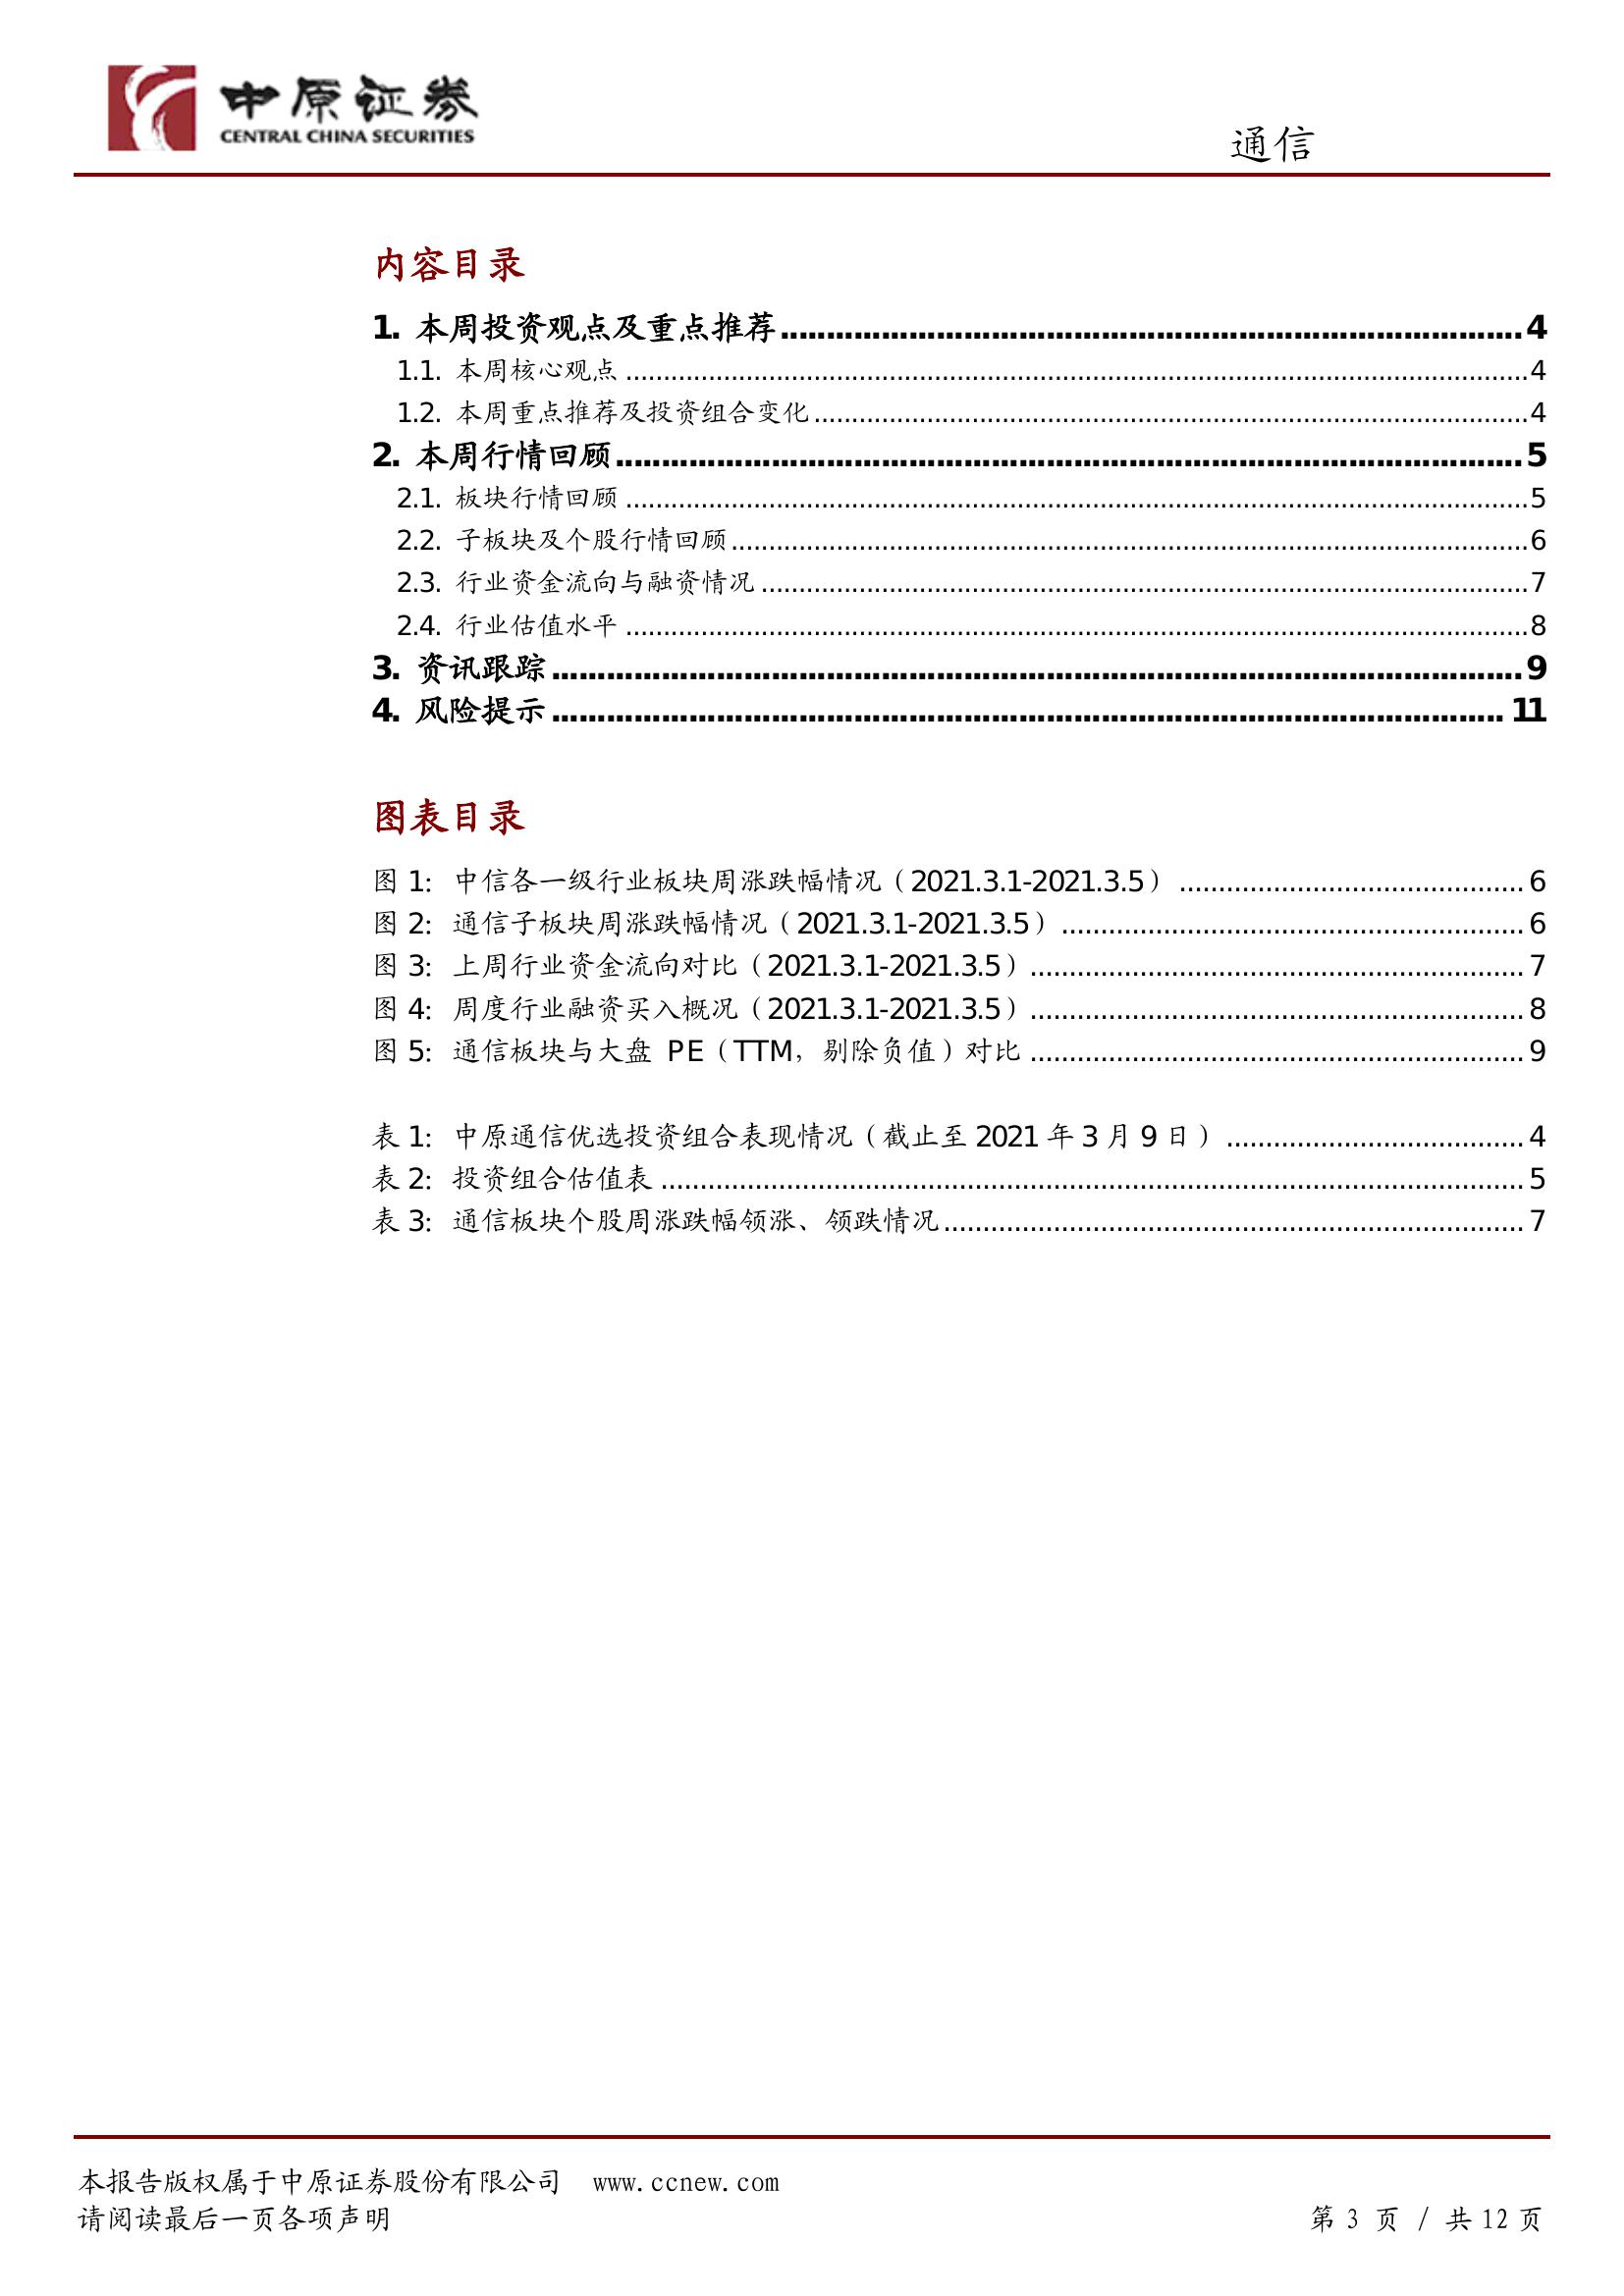 中原证券
CENTRAL CHINA SECURITIES
通信
内容目录
1. 本周投资观点及重点推荐........................................4
1.1. 本周核心观点........................................4
1.2. 本周重点推荐及投资组合变化........................................4
2. 本周行情回顾........................................5
2.1. 板块行情回顾........................................5
2.2. 子板块及个股行情回顾........................................6
2.3. 行业资金流向与融资情况........................................7
2.4. 行业估值水平........................................8
3. 资讯跟踪........................................9
4. 风险提示........................................11
图表目录
图 1: 中信各一级行业板块周涨跌幅情况（2021.3.1-2021.3.5）........................................6
图 2: 通信子板块周涨跌幅情况（2021.3.1-2021.3.5）........................................6
图 3: 上周行业资金流向对比（2021.3.1-2021.3.5）........................................7
图 4: 周度行业融资买入概况（2021.3.1-2021.3.5）........................................8
图 5: 通信板块与大盘 PE（TTM，剔除负值）对比........................................9
表 1: 中原通信优选投资组合表现情况（截止至 2021 年 3 月 9 日）........................................4
表 2: 投资组合估值表........................................5
表 3: 通信板块个股周涨跌幅领涨、领跌情况........................................7
本报告版权属于中原证券股份有限公司 www.ccnew.com
请阅读最后一页各项声明 第 3 页 / 共 12 页